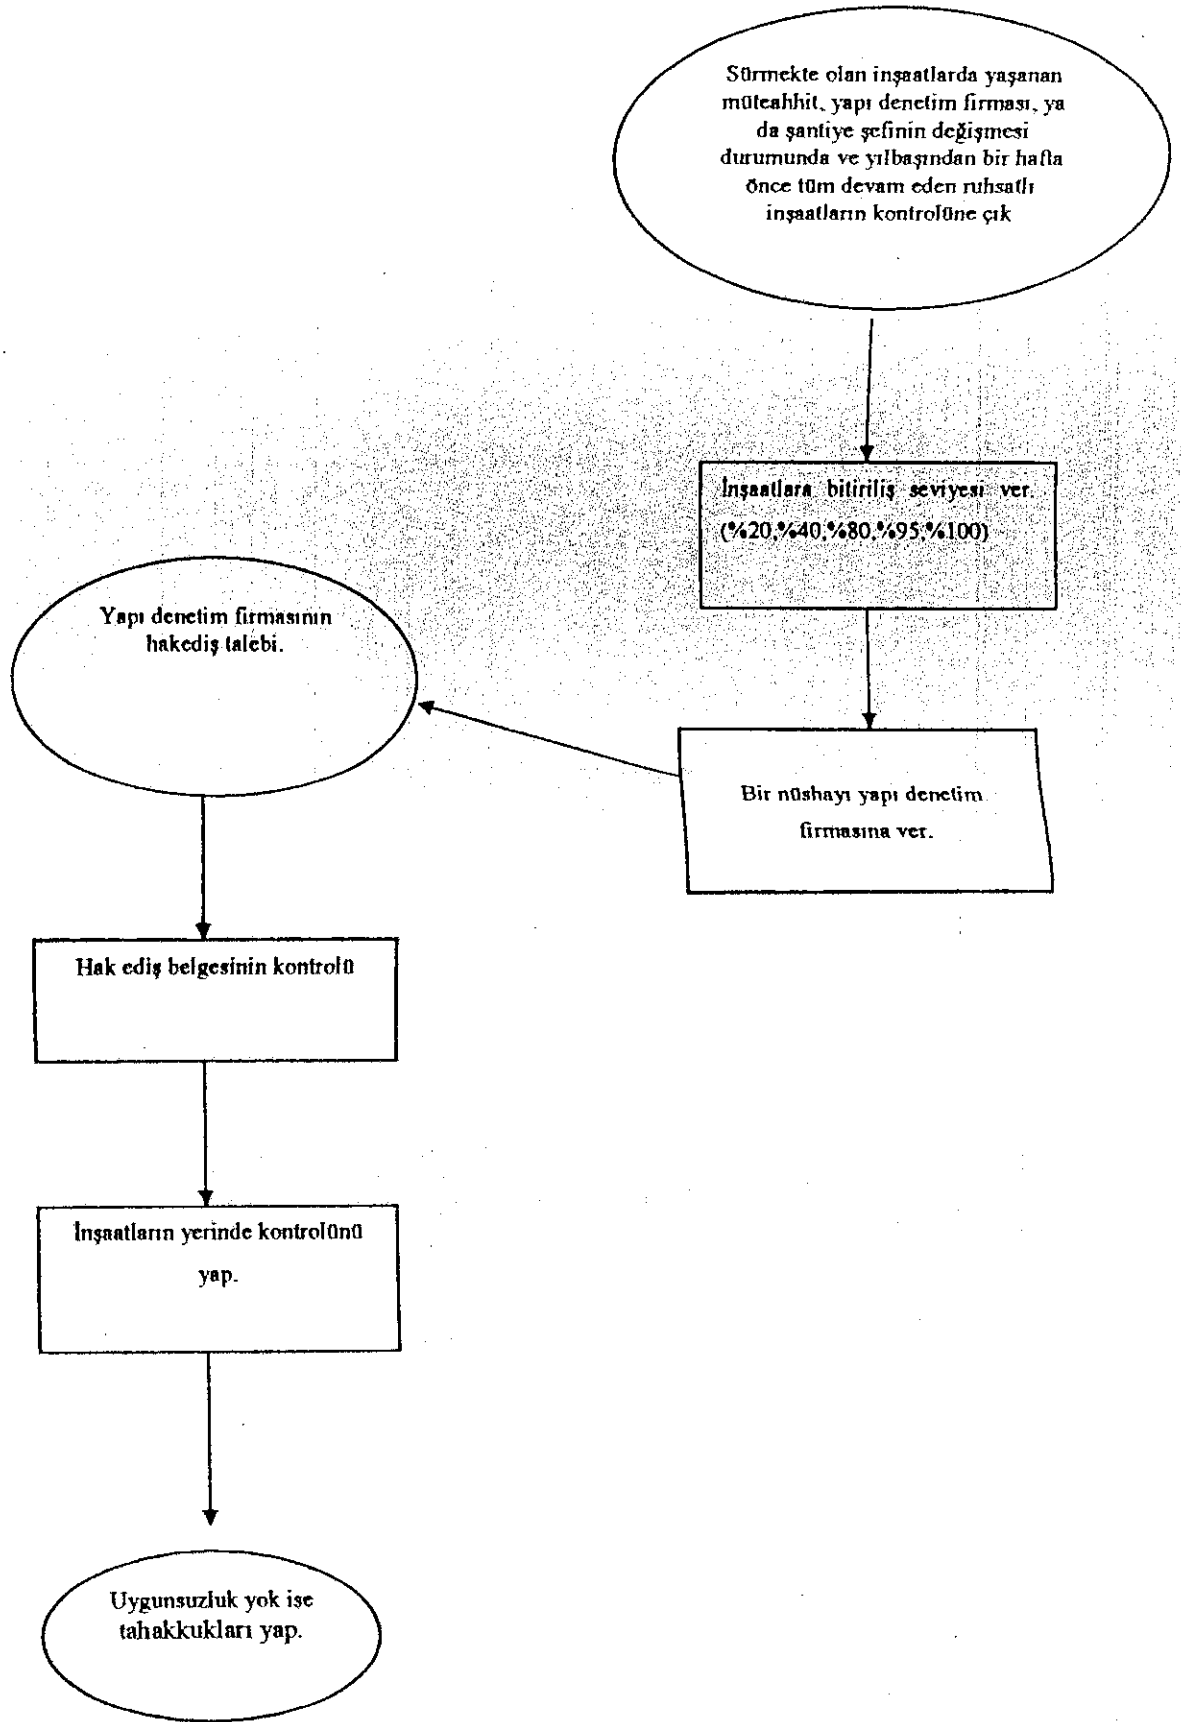 Sürmekte olan inşaatlarda yaşanan
müteahhit, yapı denetim firması, ya
da şantiye şefinin değişmesi
durumunda ve yılbaşından bir hafta
önce tüm devam eden ruhsatlı
inşaatların kontrolüne çık
İnşaatlara bitiriliş seviyesi ver.
(%20,%40,%80,%95,%100)
Bir nüshayı yapı denetim
firmasına ver.
Yapı denetim firmasının
hakediş talebi.
Hak ediş belgesinin kontrolü
İnşaatların yerinde kontrolünü
yap.
Uygunsuzluk yok ise
tahakkukları yap.